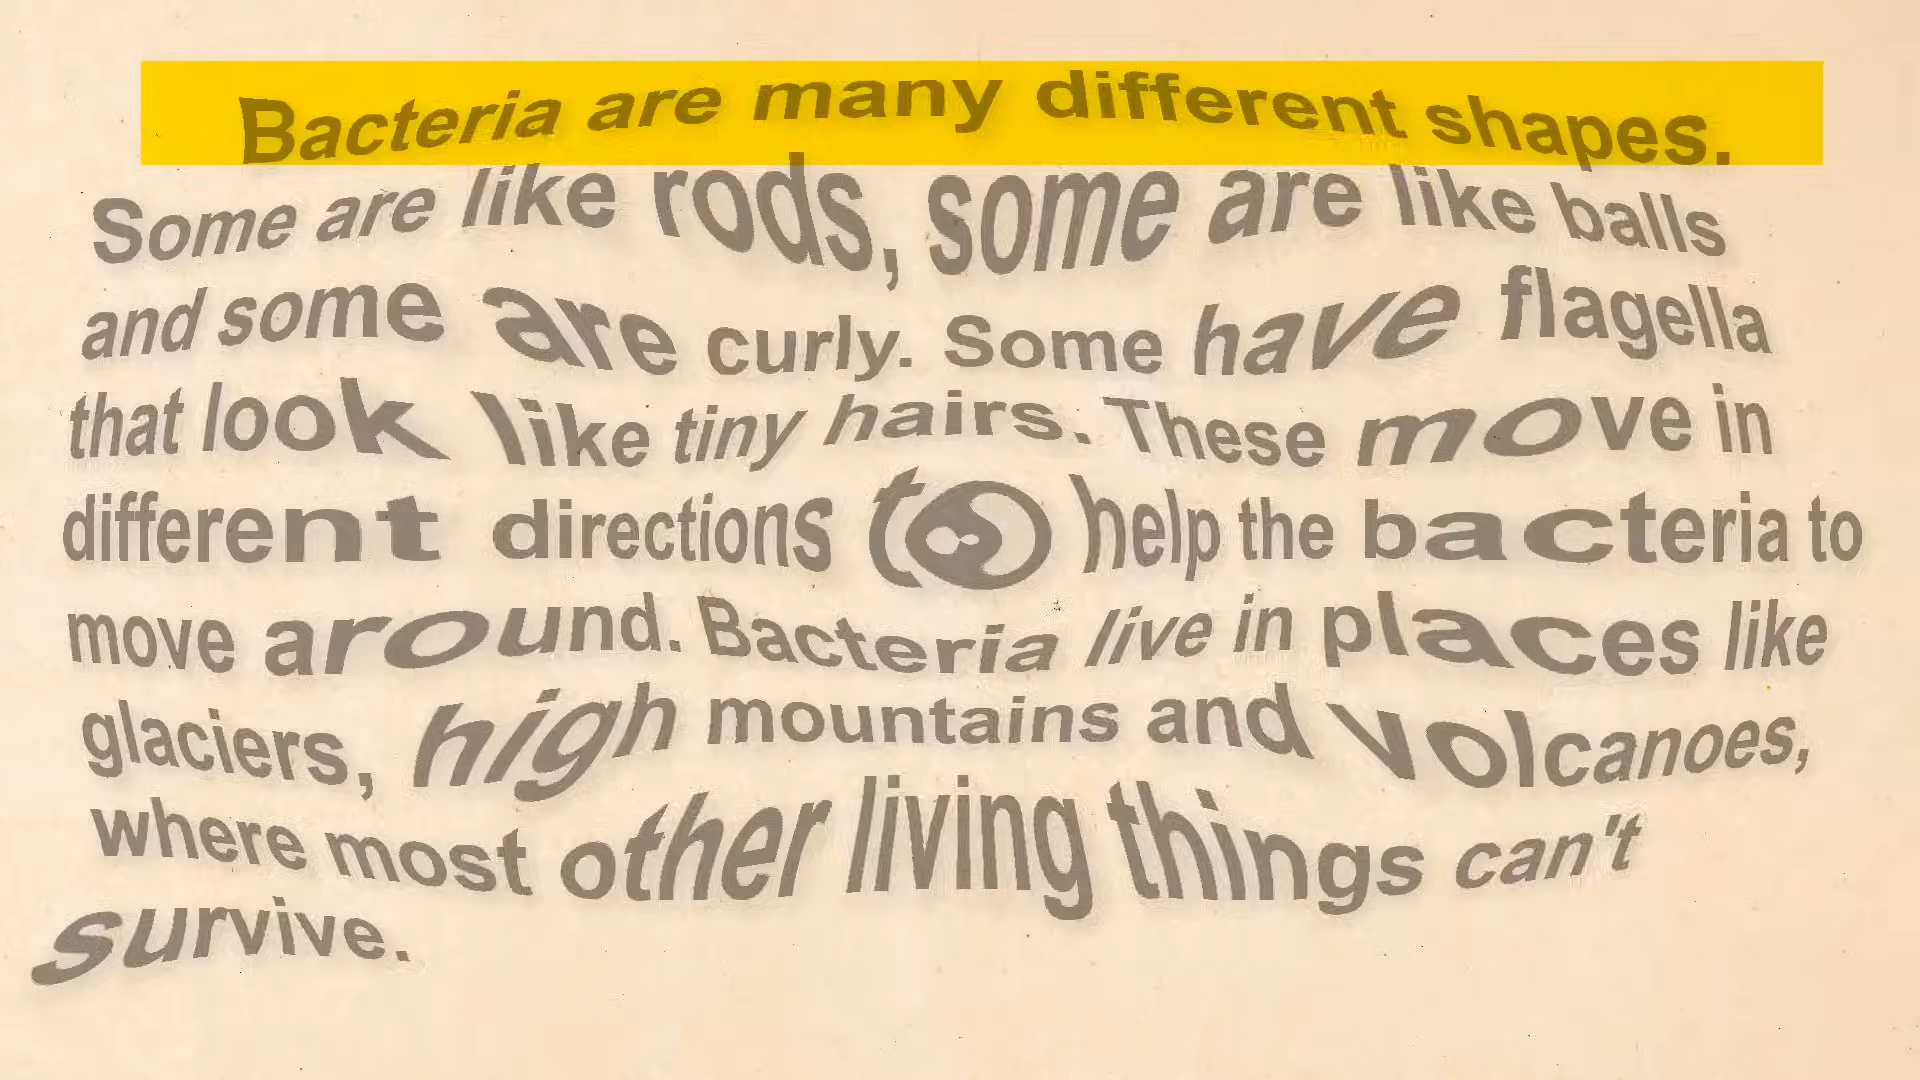 Bacteria are many different shapes.
Some are like rods, some are like balls
and some are curly. Some have flagella
that look like tiny hairs. These move in
different directions to help the bacteria to
move around. Bacteria live in places like
glaciers, high mountains and volcanoes,
where most other living things can't
survive.